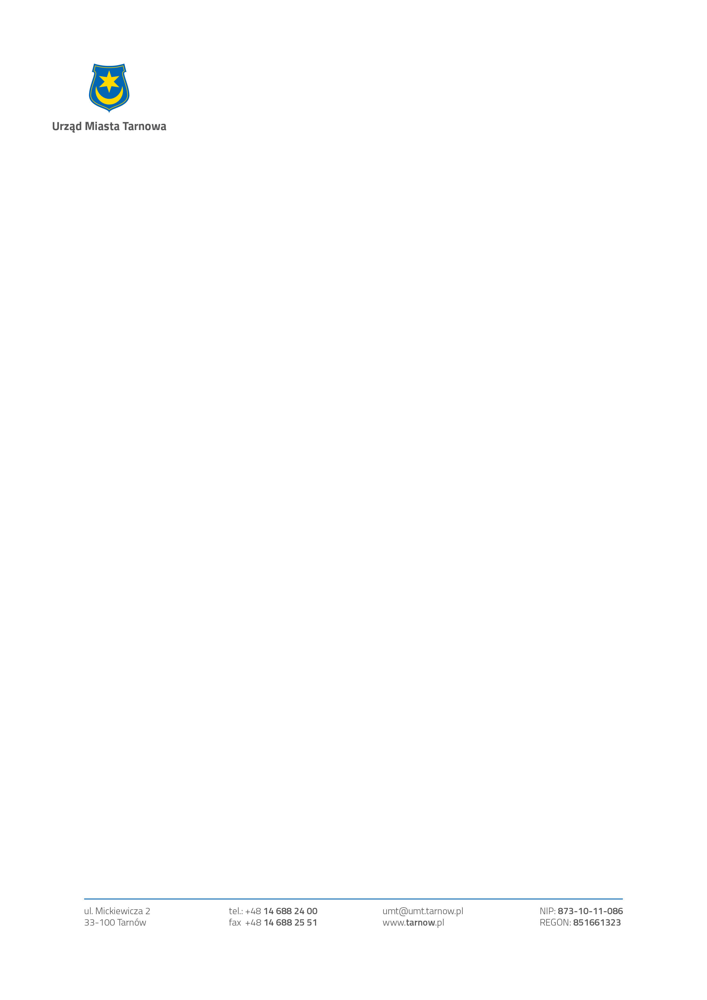 Urząd Miasta Tarnowa
ul. Mickiewicza 2
33-100 Tarnów
tel.: +48 14 688 24 00
fax +48 14 688 25 51
umt@umt.tarnow.pl
www.tarnow.pl
NIP: 873-10-11-086
REGON: 851661323